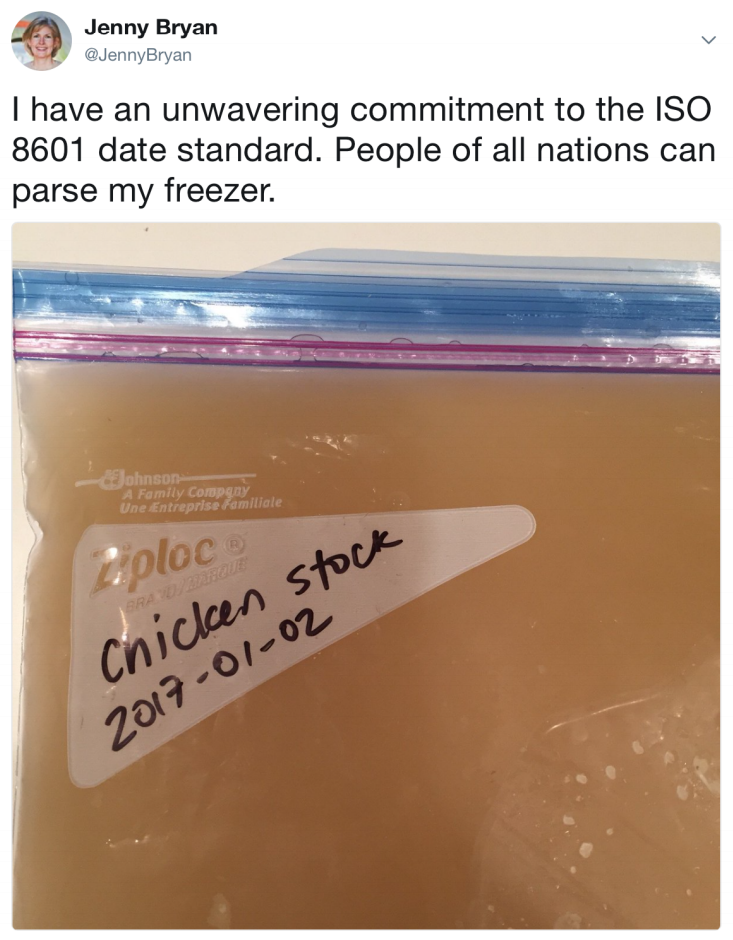 Jenny Bryan
@JennyBryan
I have an unwavering commitment to the ISO
8601 date standard. People of all nations can
parse my freezer.
Johnson
A Family Company
Une Entreprise Familiale
Ziploc ®
BRAND/MARQUE
Chicken stock
2017-01-02